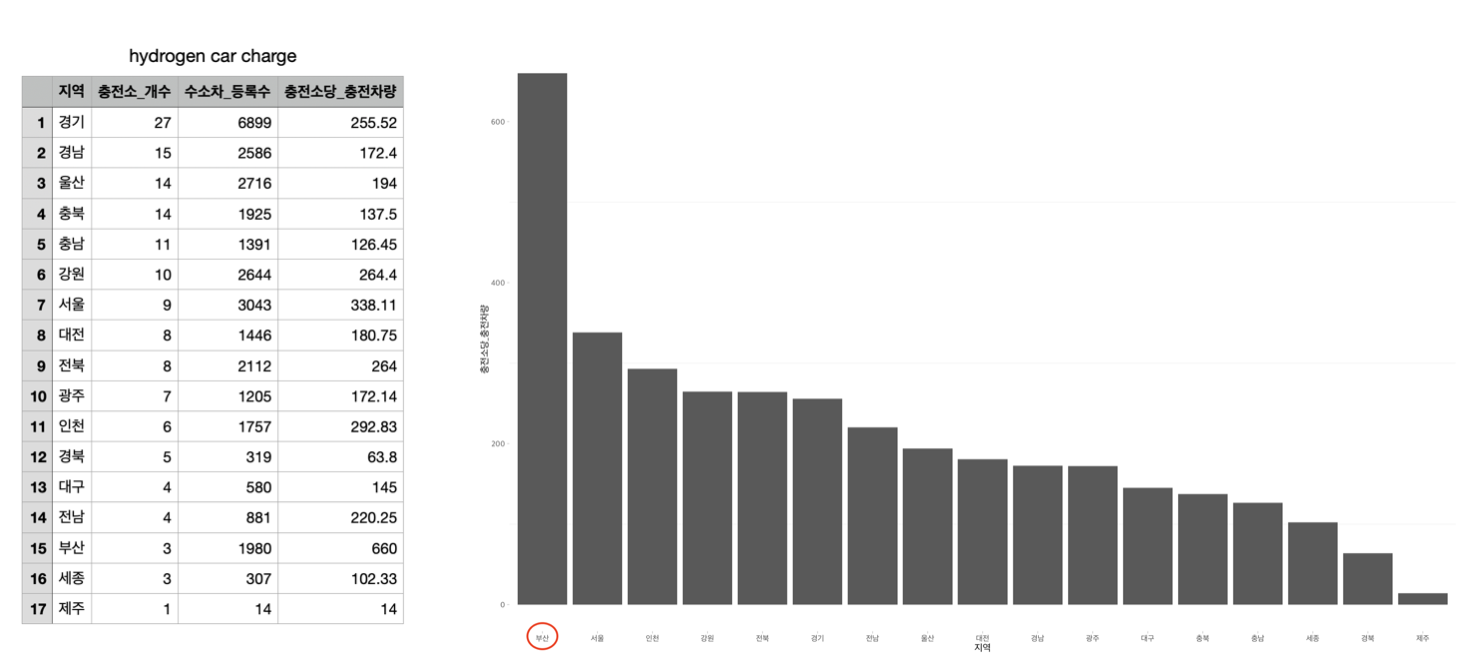 hydrogen car charge
지역 충전소_개수 수소차_등록수 충전소당_충전차량
1 경기 27 6899 255.52
2 경남 15 2586 172.4
3 울산 14 2716 194
4 충북 14 1925 137.5
5 충남 11 1391 126.45
6 강원 10 2644 264.4
7 서울 9 3043 338.11
8 대전 8 1446 180.75
9 전북 8 2112 264
10 광주 7 1205 172.14
11 인천 6 1757 292.83
12 경북 5 319 63.8
13 대구 4 580 145
14 전남 4 881 220.25
15 부산 3 1980 660
16 세종 3 307 102.33
17 제주 1 14 14
600
400
200
0
충전소당_충전차량
부산 서울 인천 강원 전북 경기 전남 울산 대전 경남 광주 대구 충북 충남 세종 경북 제주
지역